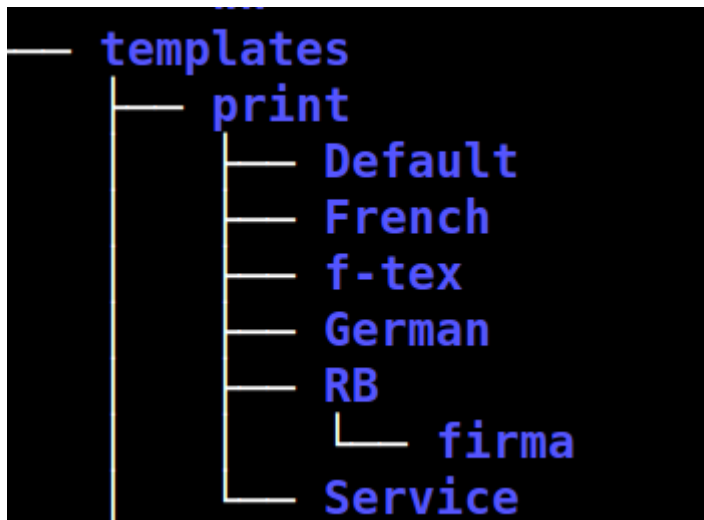 templates
print
Default
French
f-tex
German
RB
firma
Service